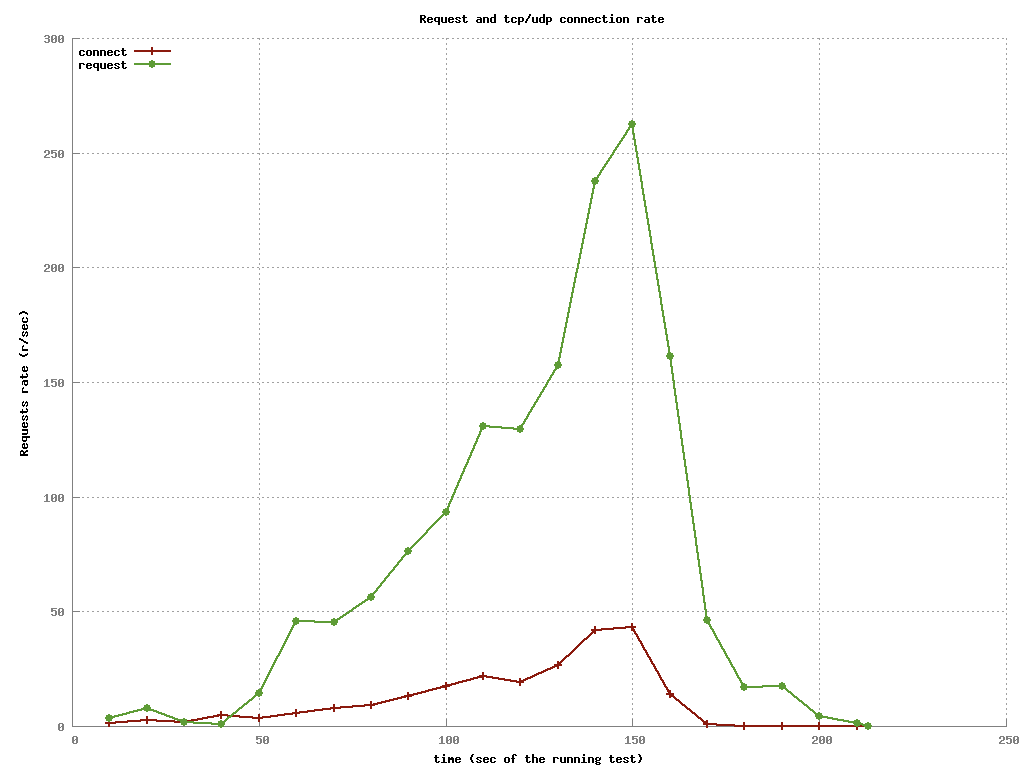 Request and tcp/udp connection rate
300
connect
request
250
200
Requests rate (r/sec)
150
100
50
0
0 50 100 150 200 250
time (sec of the running test)